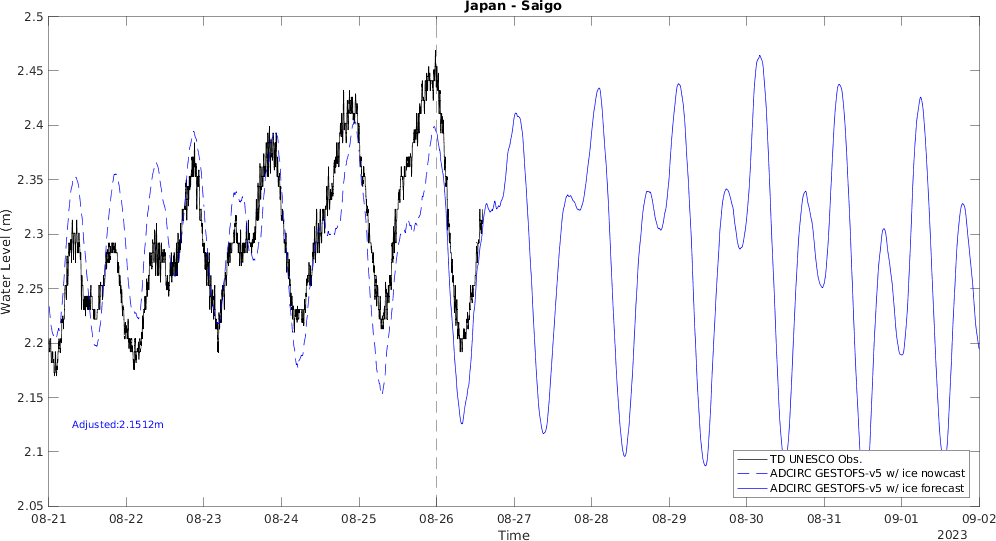 Japan - Saigo
2.5
2.45
2.4
2.35
2.3
2.25
2.2
2.15
2.1
2.05
Water Level (m)
Adjusted:2.1512m
TD UNESCO Obs.
ADCIRC GESTOFS-v5 w/ ice nowcast
ADCIRC GESTOFS-v5 w/ ice forecast
08-21 08-22 08-23 08-24 08-25 08-26 08-27 08-28 08-29 08-30 08-31 09-01 09-02
Time
2023